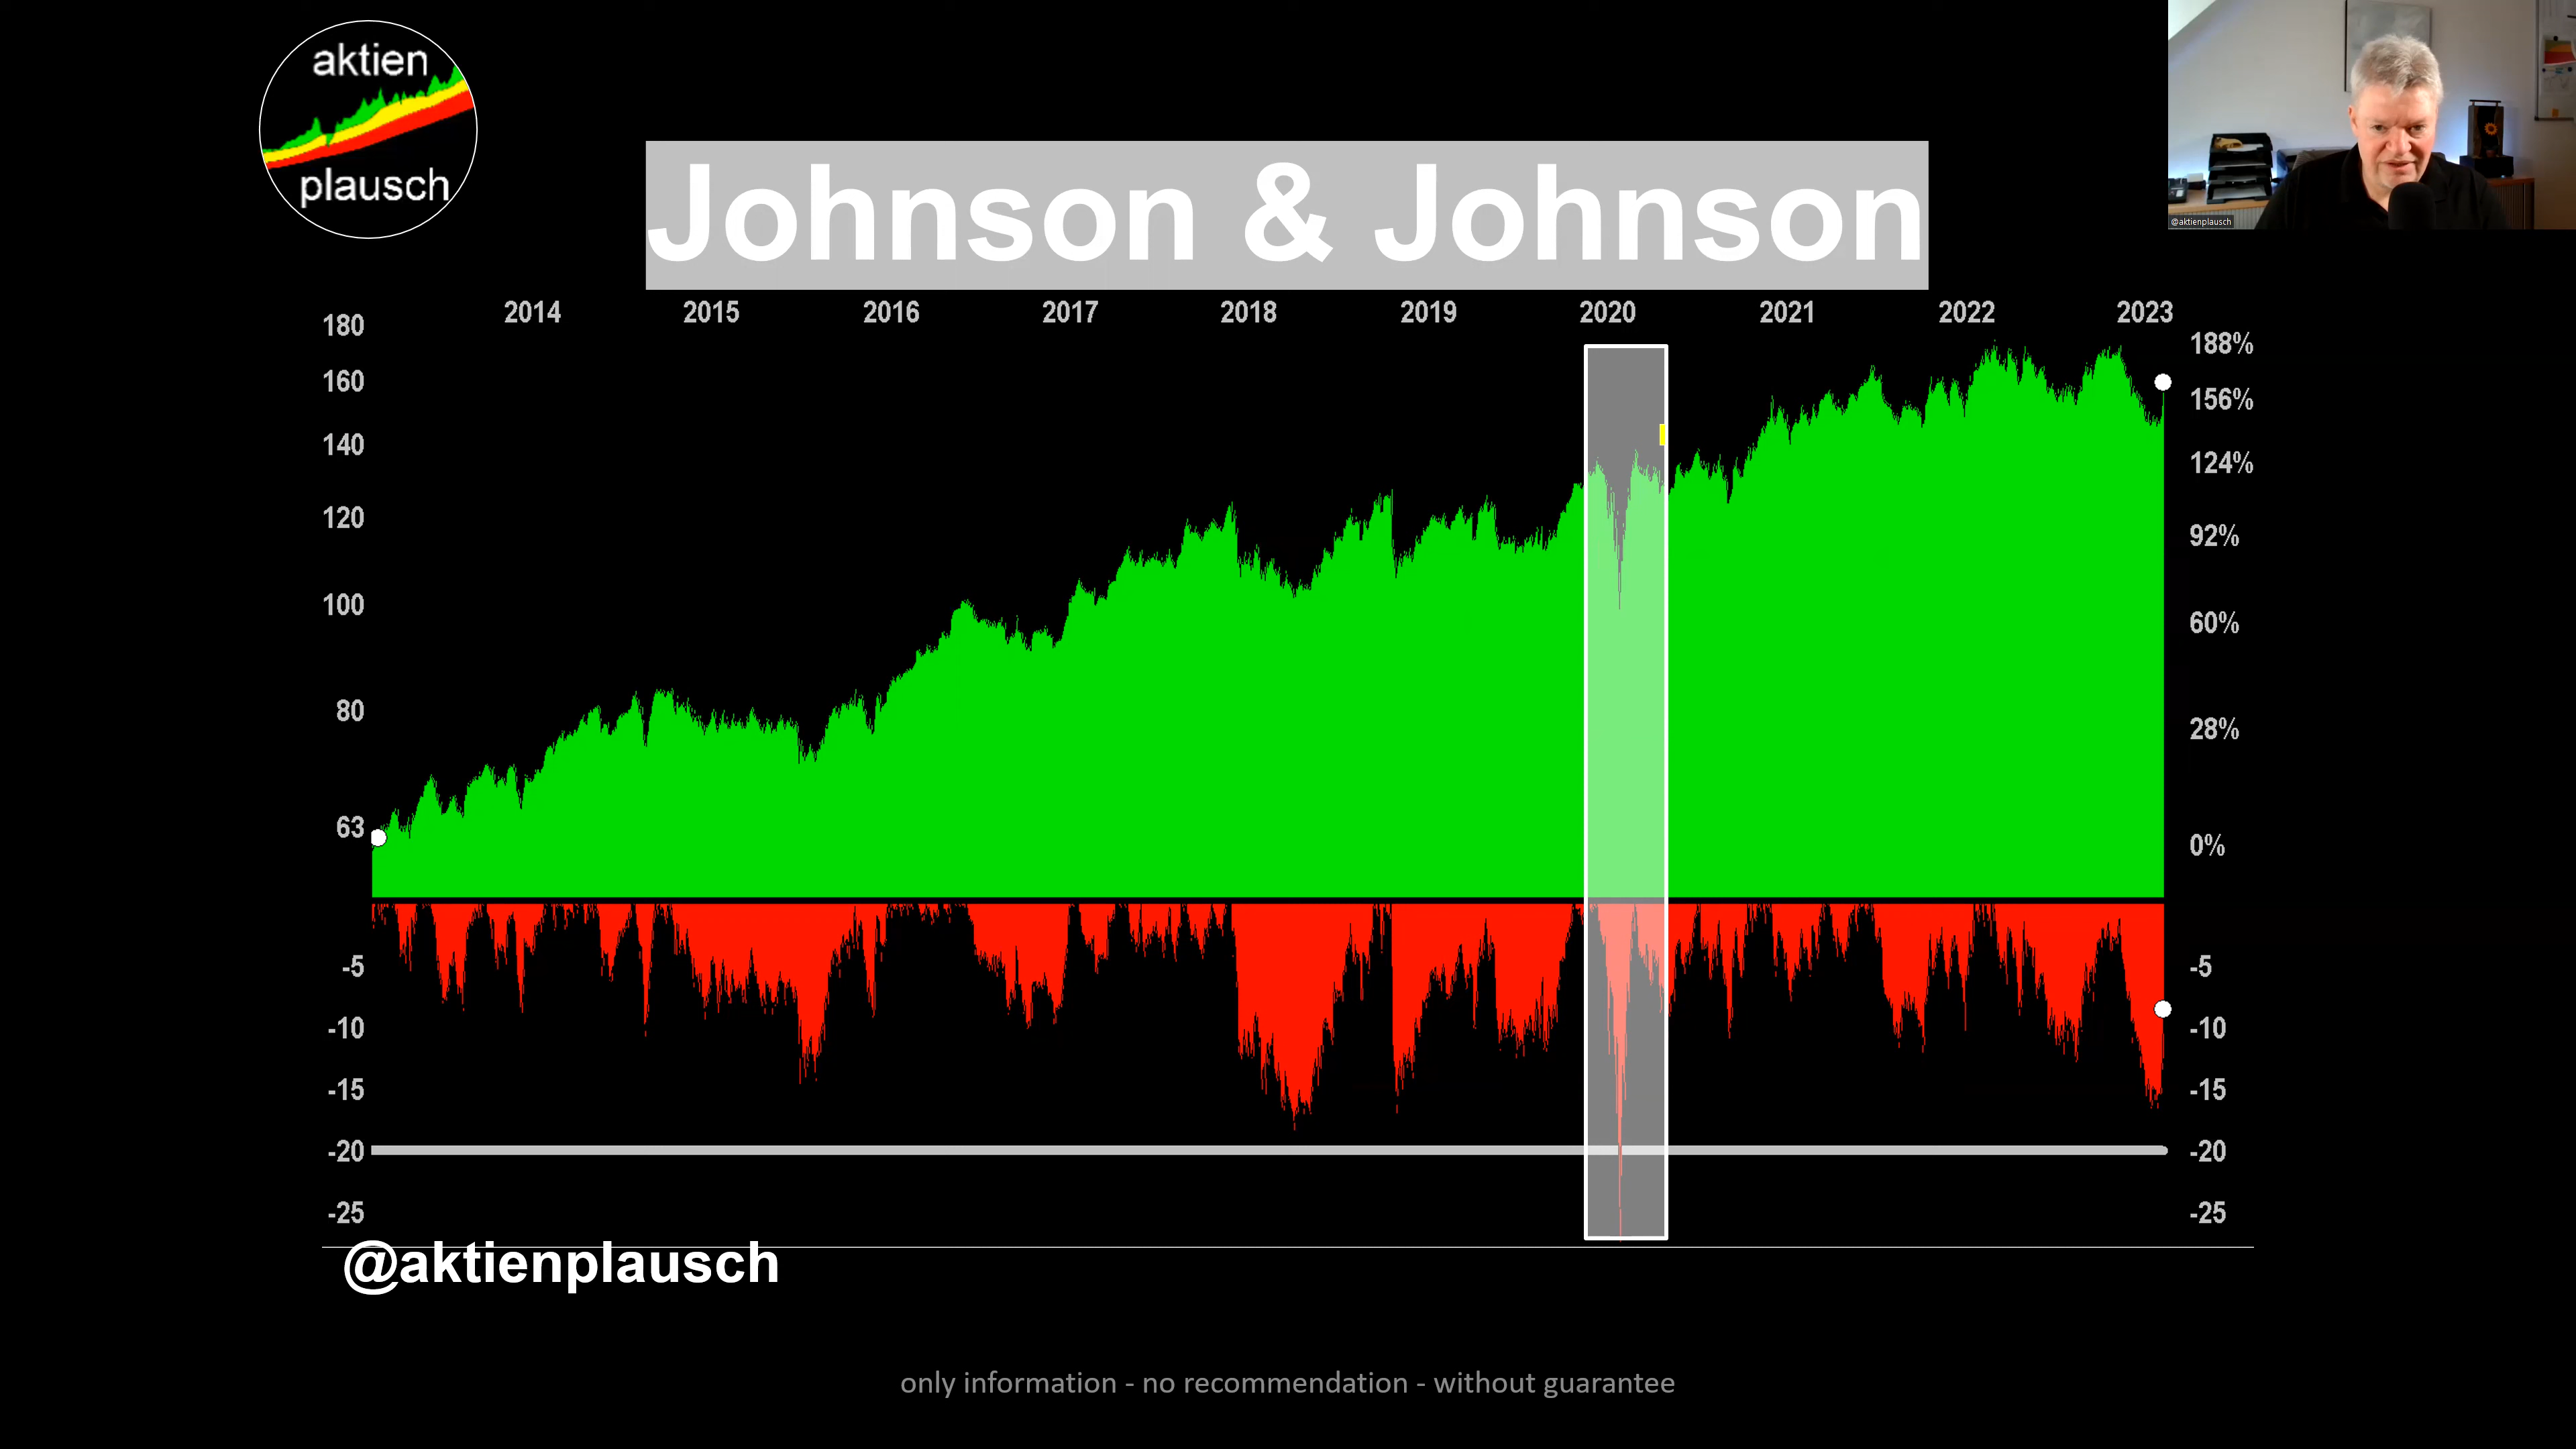 aktien
plausch
@aktienplausch
Johnson & Johnson
2014 2015 2016 2017 2018 2019 2020 2021 2022 2023
180 188%
160 156%
140 124%
120 92%
100 60%
80 28%
63 0%
-5 -5
-10 -10
-15 -15
-20 -20
-25 -25
@aktienplausch
only information - no recommendation - without guarantee